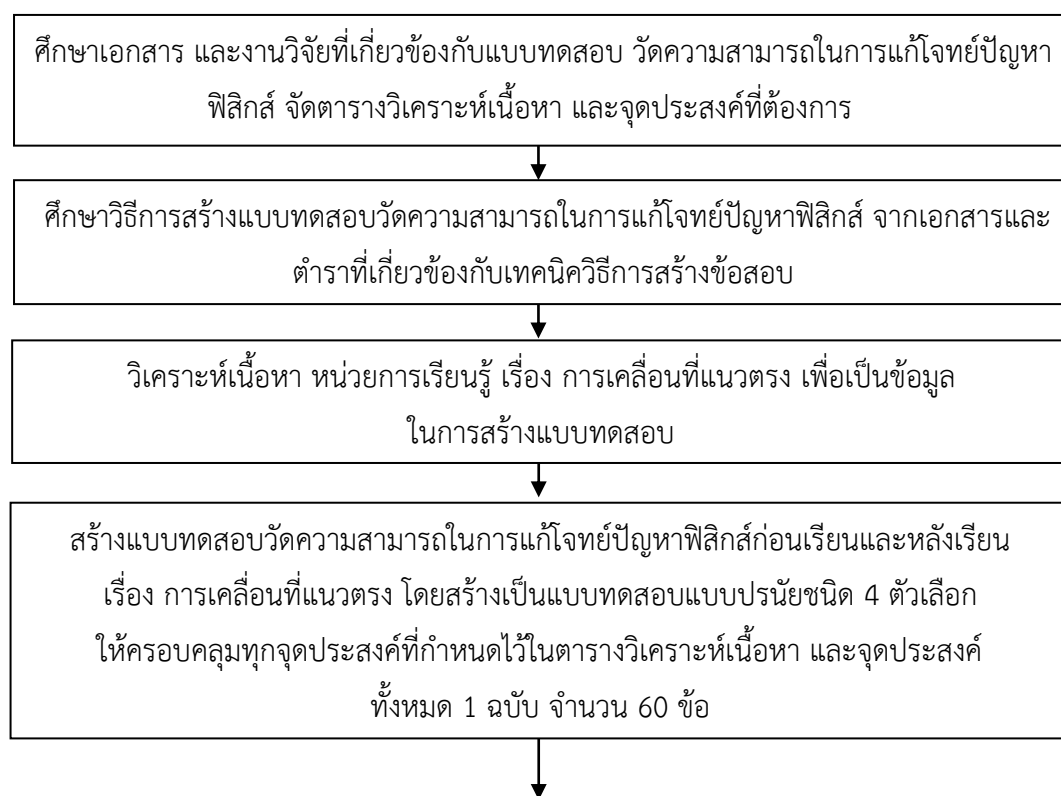 ศึกษาเอกสาร และงานวิจัยที่เกี่ยวข้องกับแบบทดสอบ วัดความสามารถในการแก้โจทย์ปัญหา
ฟิสิกส์ จัดตารางวิเคราะห์เนื้อหา และจุดประสงค์ที่ต้องการ
ศึกษาวิธีการสร้างแบบทดสอบวัดความสามารถในการแก้โจทย์ปัญหาฟิสิกส์ จากเอกสารและ
ตำราที่เกี่ยวข้องกับเทคนิควิธีการสร้างข้อสอบ
วิเคราะห์เนื้อหา หน่วยการเรียนรู้ เรื่อง การเคลื่อนที่แนวตรง เพื่อเป็นข้อมูล
ในการสร้างแบบทดสอบ
สร้างแบบทดสอบวัดความสามารถในการแก้โจทย์ปัญหาฟิสิกส์ก่อนเรียนและหลังเรียน
เรื่อง การเคลื่อนที่แนวตรง โดยสร้างเป็นแบบทดสอบแบบปรนัยชนิด 4 ตัวเลือก
ให้ครอบคลุมทุกจุดประสงค์ที่กำหนดไว้ในตารางวิเคราะห์เนื้อหา และจุดประสงค์
ทั้งหมด 1 ฉบับ จำนวน 60 ข้อ